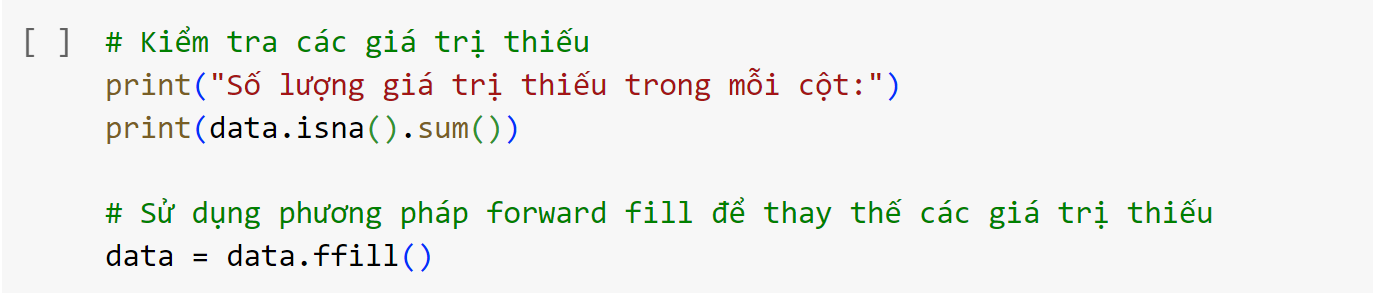 [ ] # Kiểm tra các giá trị thiếu
print("Số lượng giá trị thiếu trong mỗi cột:")
print(data.isna().sum())
# Sử dụng phương pháp forward fill để thay thế các giá trị thiếu
data = data.ffill()